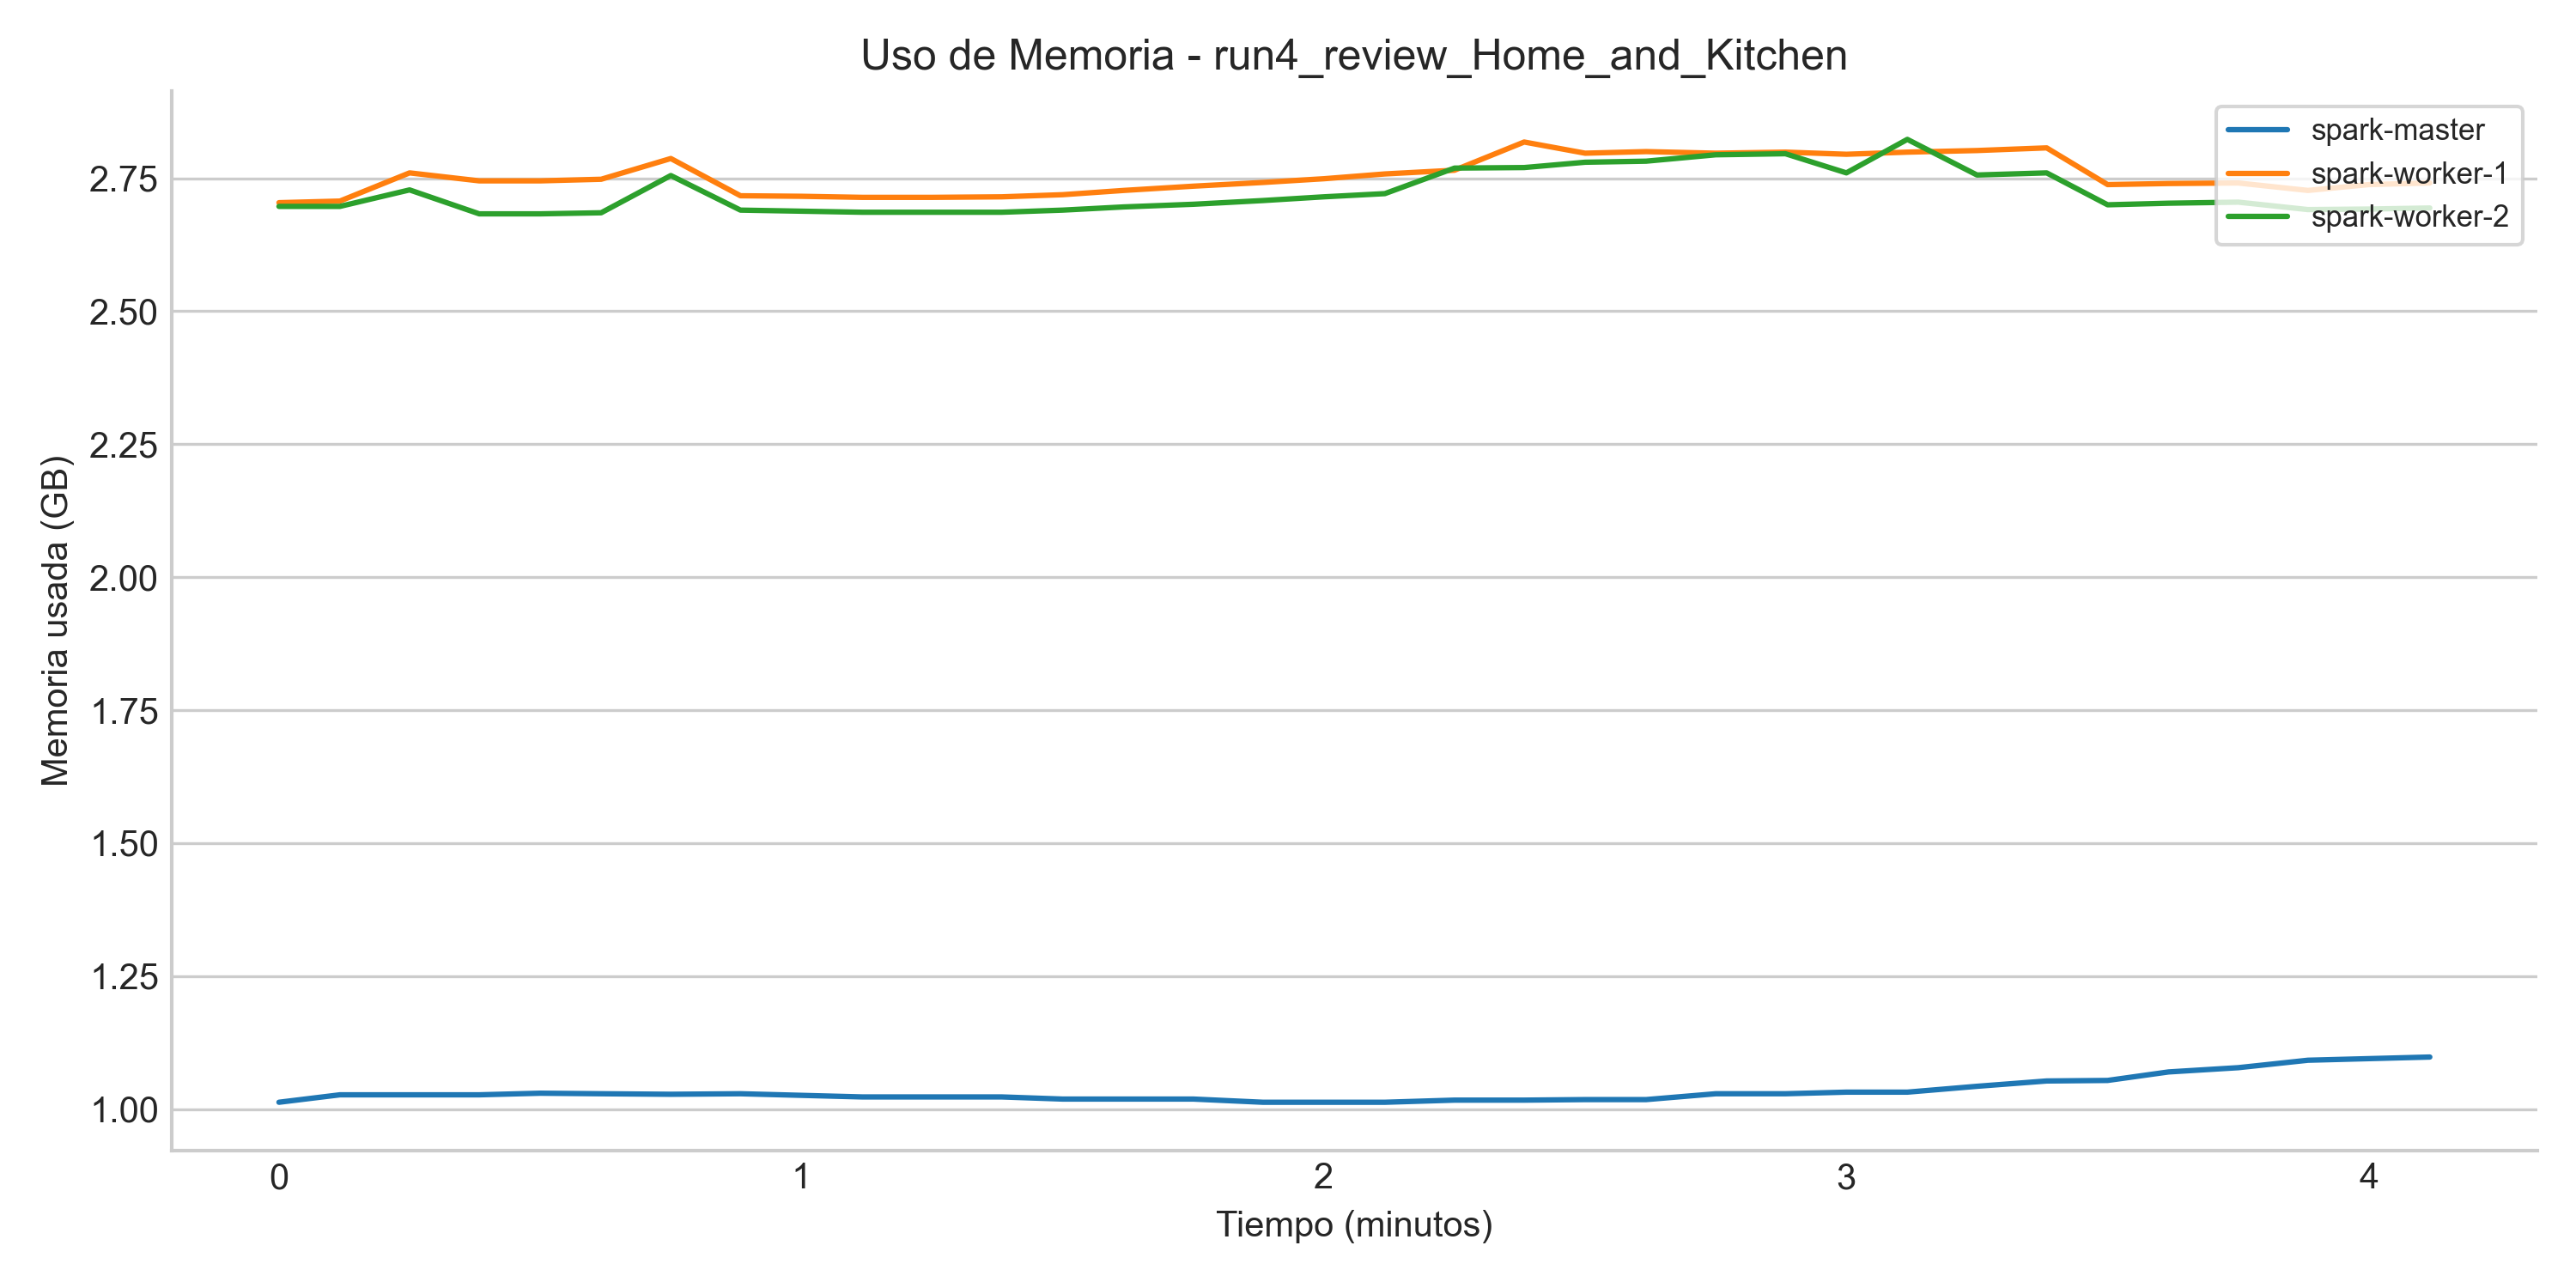 Uso de Memoria - run4_review_Home_and_Kitchen
spark-master
spark-worker-1
spark-worker-2
Memoria usada (GB)
2.75
2.50
2.25
2.00
1.75
1.50
1.25
1.00
0 1 2 3 4
Tiempo (minutos)